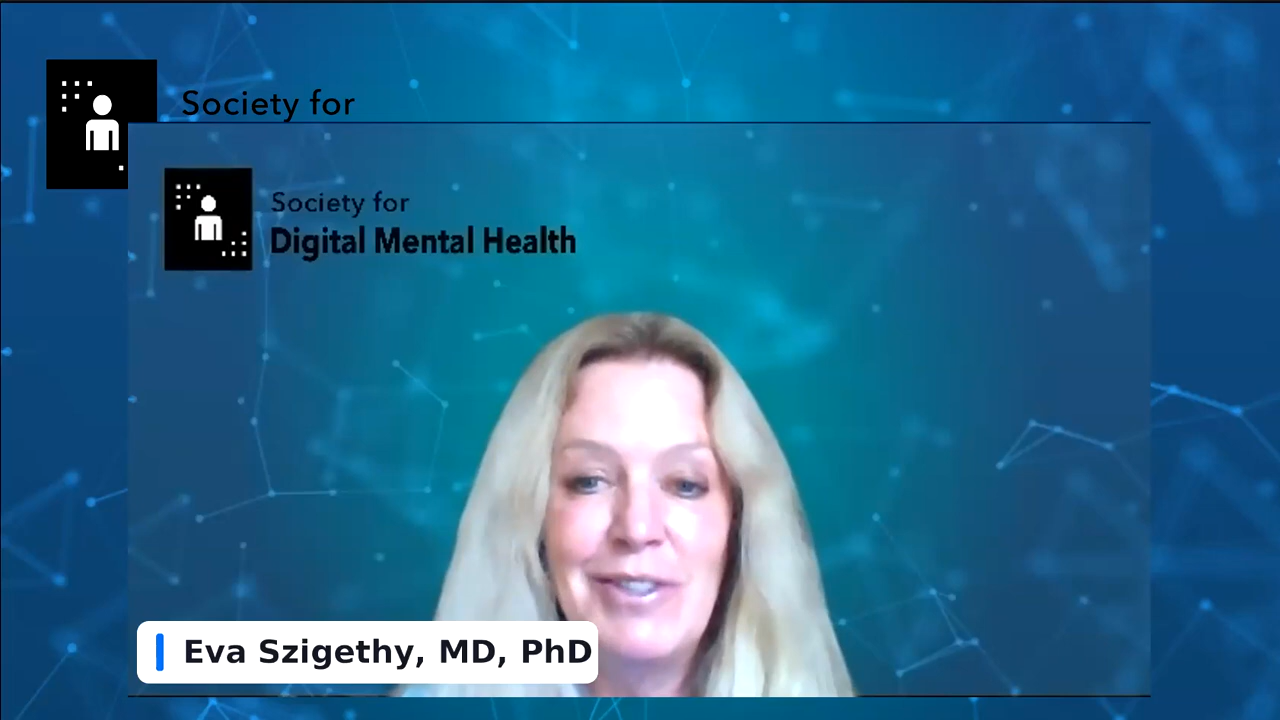 Society for
Society for
Digital Mental Health
Eva Szigethy, MD, PhD